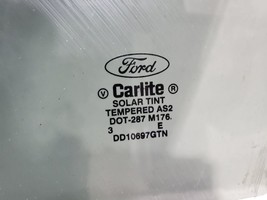 Ford
V Carlite R
SOLAR TINT
TEMPERED AS2
DOT-287 M176.
3 E
DD10697GTN